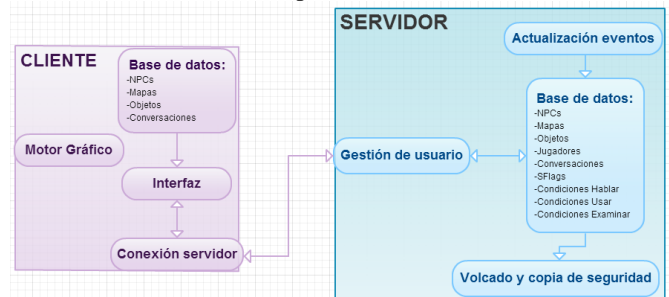 CLIENTE
Base de datos:
-NPCs
-Mapas
-Objetos
-Conversaciones
Motor Gráfico
Interfaz
Conexión servidor
SERVIDOR
Actualización eventos
Base de datos:
-NPCs
-Mapas
-Objetos
-Jugadores
-Conversaciones
-SFlags
-Condiciones Hablar
-Condiciones Usar
-Condiciones Examinar
Gestión de usuario
Volcado y copia de seguridad